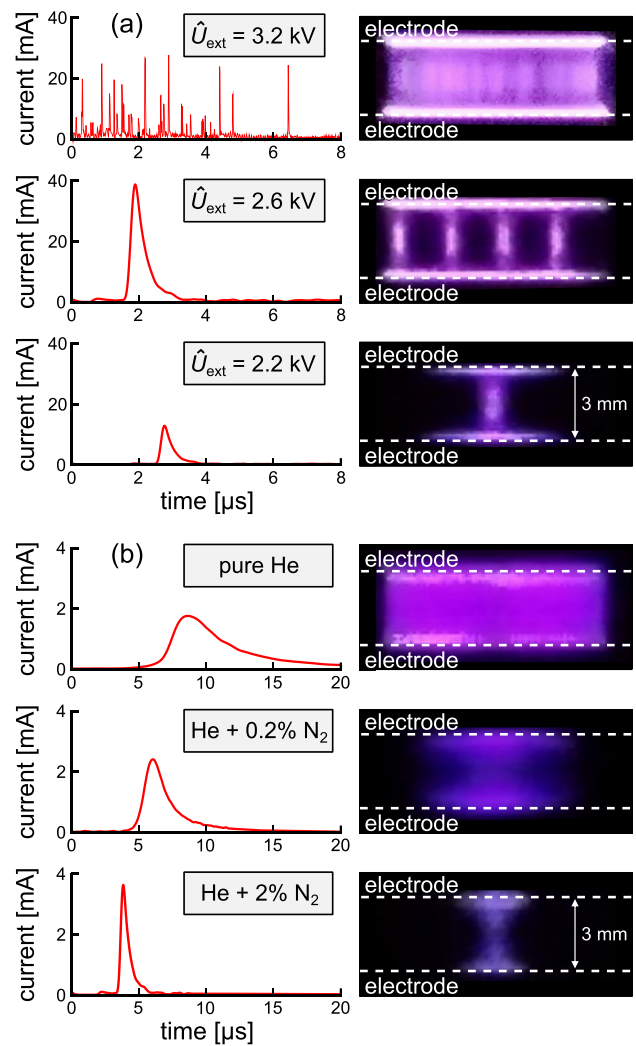 (a)
Û_ext = 3.2 kV
current [mA]
40
20
0
0 2 4 6 8
electrode
electrode
Û_ext = 2.6 kV
current [mA]
40
20
0
0 2 4 6 8
electrode
electrode
Û_ext = 2.2 kV
current [mA]
40
20
0
0 2 4 6 8
time [µs]
electrode
3 mm
electrode
(b)
pure He
current [mA]
4
2
0
0 5 10 15 20
electrode
electrode
He + 0.2% N₂
current [mA]
4
2
0
0 5 10 15 20
electrode
electrode
He + 2% N₂
current [mA]
4
2
0
0 5 10 15 20
time [µs]
electrode
3 mm
electrode